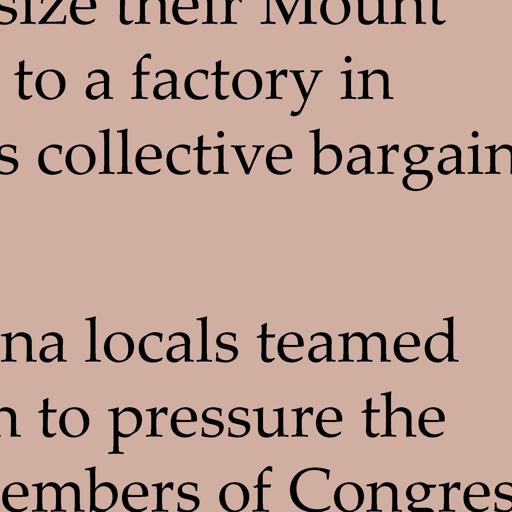 size their Mount
to a factory in
s collective bargain
na locals teamed
n to pressure the
embers of Congres